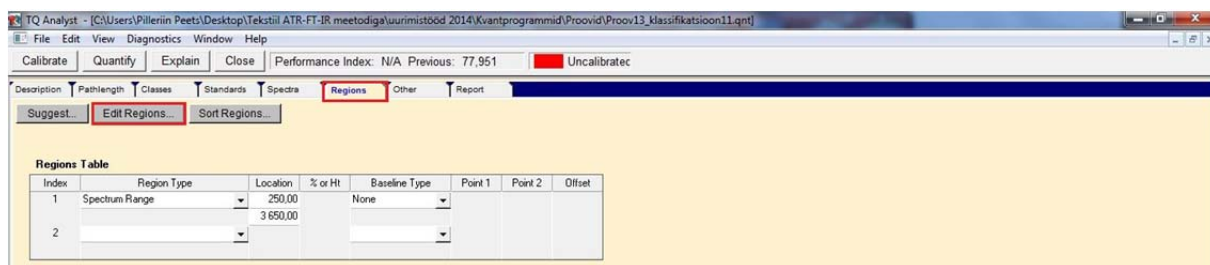 TQ Analyst - [C:\Users\Pilleriin Peets\Desktop\Tekstiil ATR-FT-IR meetodiga\uurimistööd 2014\Kvantprogrammid\Proovid\Proov13_klassifikatsioon11.qnt]
File Edit View Diagnostics Window Help
Calibrate Quantify Explain Close Performance Index: N/A Previous: 77,951 Uncalibratec
Description Pathlength Classes Standards Spectra Regions Other Report
Suggest... Edit Regions... Sort Regions...
Regions Table
Index Region Type Location % or Ht Baseline Type Point 1 Point 2 Offset
1 Spectrum Range 250,00 None
3 650,00
2